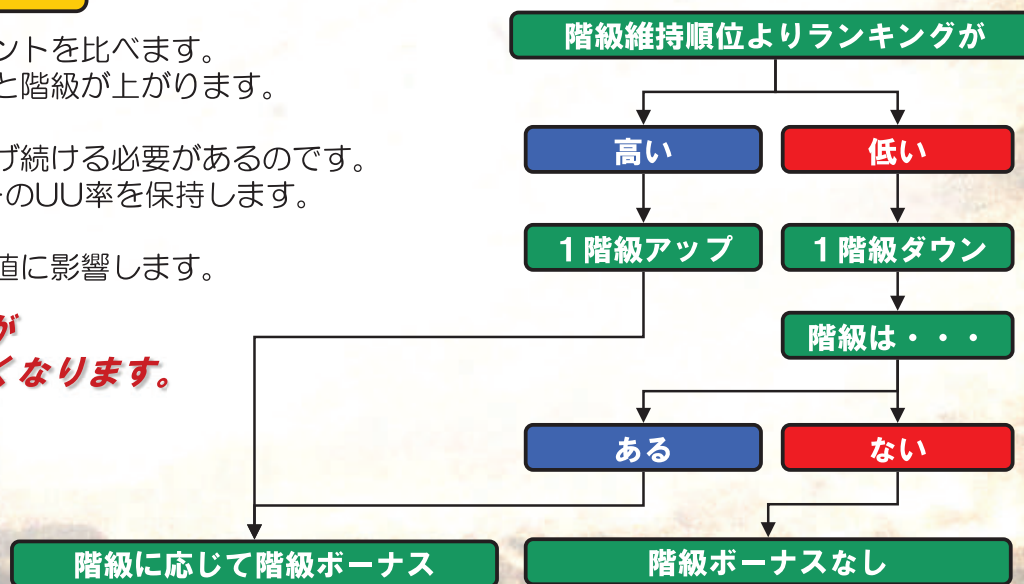 ントを比べます。
と階級が上がります。
げ続ける必要があるのです。
のUU率を保持します。
値に影響します。
が
くなります。
階級維持順位よりランキングが
高い
低い
1階級アップ
1階級ダウン
階級は・・・
ある
ない
階級に応じて階級ボーナス
階級ボーナスなし